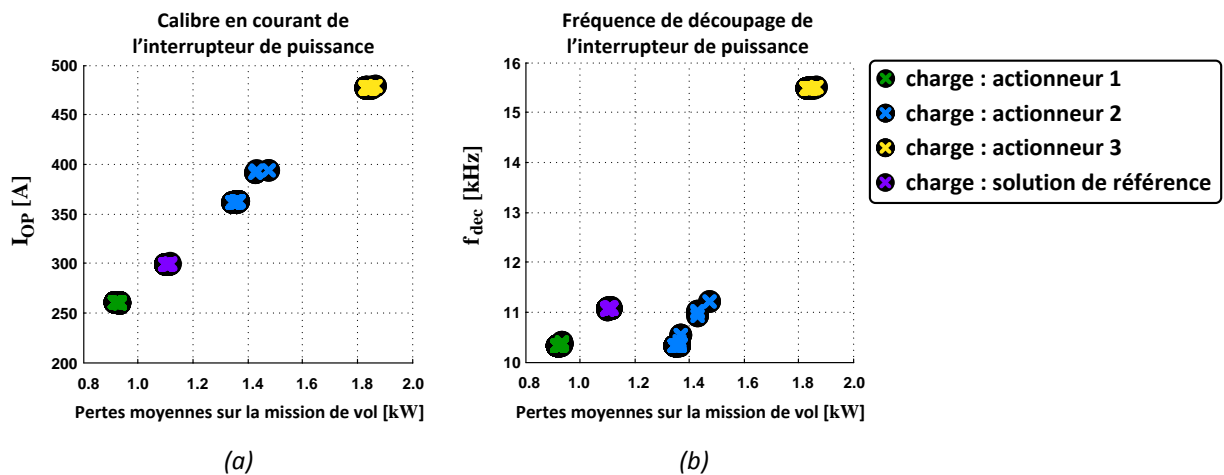 Calibre en courant de
l'interrupteur de puissance
500
450
400
350
300
250
200
I_OP [A]
0.8 1.0 1.2 1.4 1.6 1.8 2.0
Pertes moyennes sur la mission de vol [kW]
(a)
Fréquence de découpage de
l'interrupteur de puissance
16
15
14
13
12
11
10
f_dec [kHz]
0.8 1.0 1.2 1.4 1.6 1.8 2.0
Pertes moyennes sur la mission de vol [kW]
(b)
charge : actionneur 1
charge : actionneur 2
charge : actionneur 3
charge : solution de référence